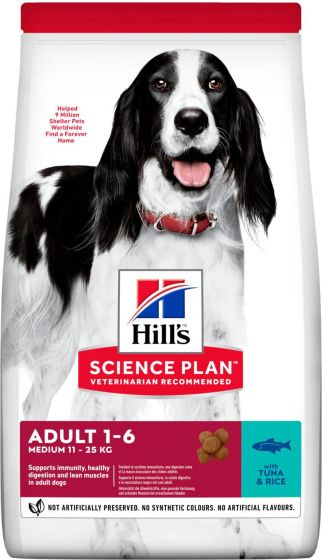 Helped
9 Million
Shelter Pets
Worldwide
Find a Forever
Home
Hill's
SCIENCE PLAN™
VETERINARIAN RECOMMENDED
ADULT 1-6
MEDIUM 11 - 25 KG
Supports immunity, healthy
digestion and lean muscles
in adult dogs
with
TUNA
& RICE
NOT ARTIFICIALLY PRESERVED. NO SYNTHETIC COLOURS. NO ARTIFICIAL FLAVOURS.